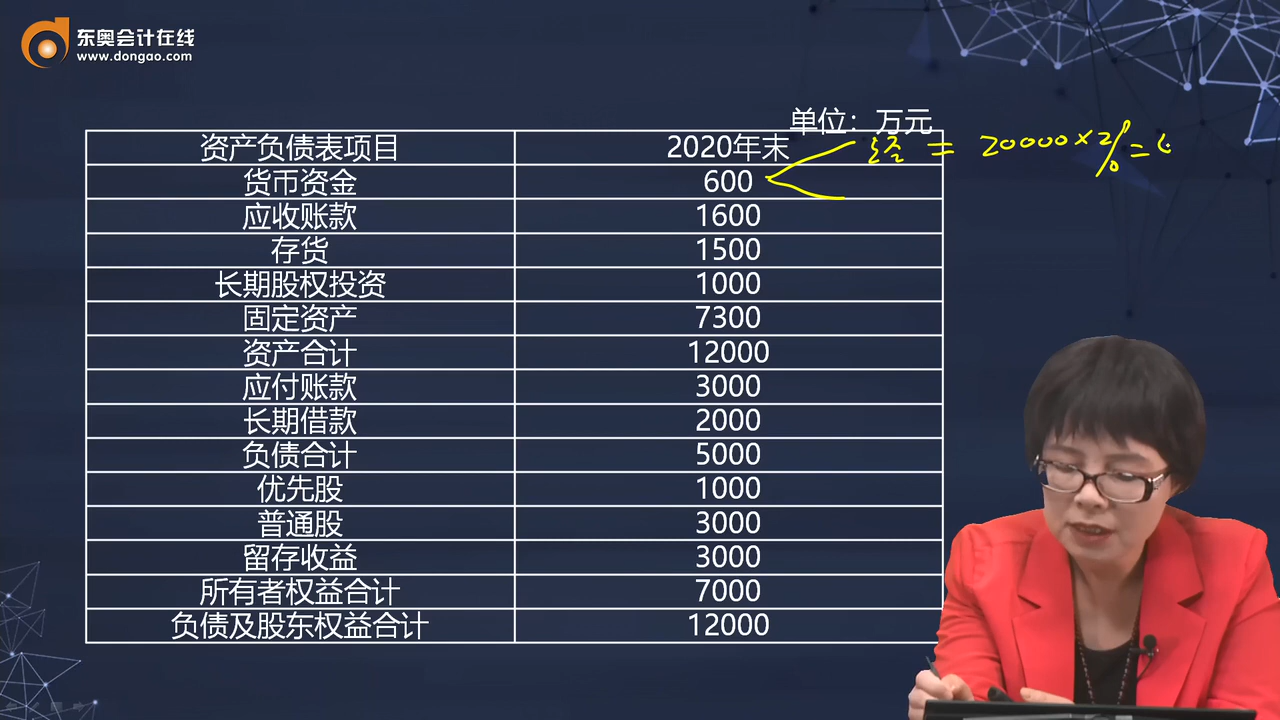 东奥会计在线
www.dongao.com
单位：万元
资产负债表项目 2020年末
经 = 20000×2%=
货币资金 600
应收账款 1600
存货 1500
长期股权投资 1000
固定资产 7300
资产合计 12000
应付账款 3000
长期借款 2000
负债合计 5000
优先股 1000
普通股 3000
留存收益 3000
所有者权益合计 7000
负债及股东权益合计 12000